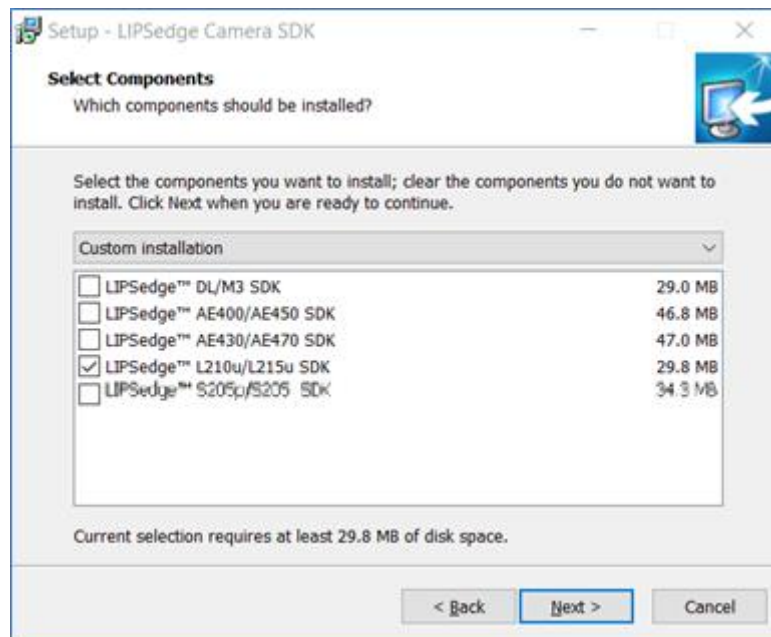 Setup - LIPSedge Camera SDK
Select Components
Which components should be installed?
Select the components you want to install; clear the components you do not want to
install. Click Next when you are ready to continue.
Custom installation
LIPSedge™ DL/M3 SDK 29.0 MB
LIPSedge™ AE400/AE450 SDK 46.8 MB
LIPSedge™ AE430/AE470 SDK 47.0 MB
LIPSedge™ L210u/L215u SDK 29.8 MB
LIPSedge™ SDK 34.3 MB
Current selection requires at least 29.8 MB of disk space.
< Back Next > Cancel